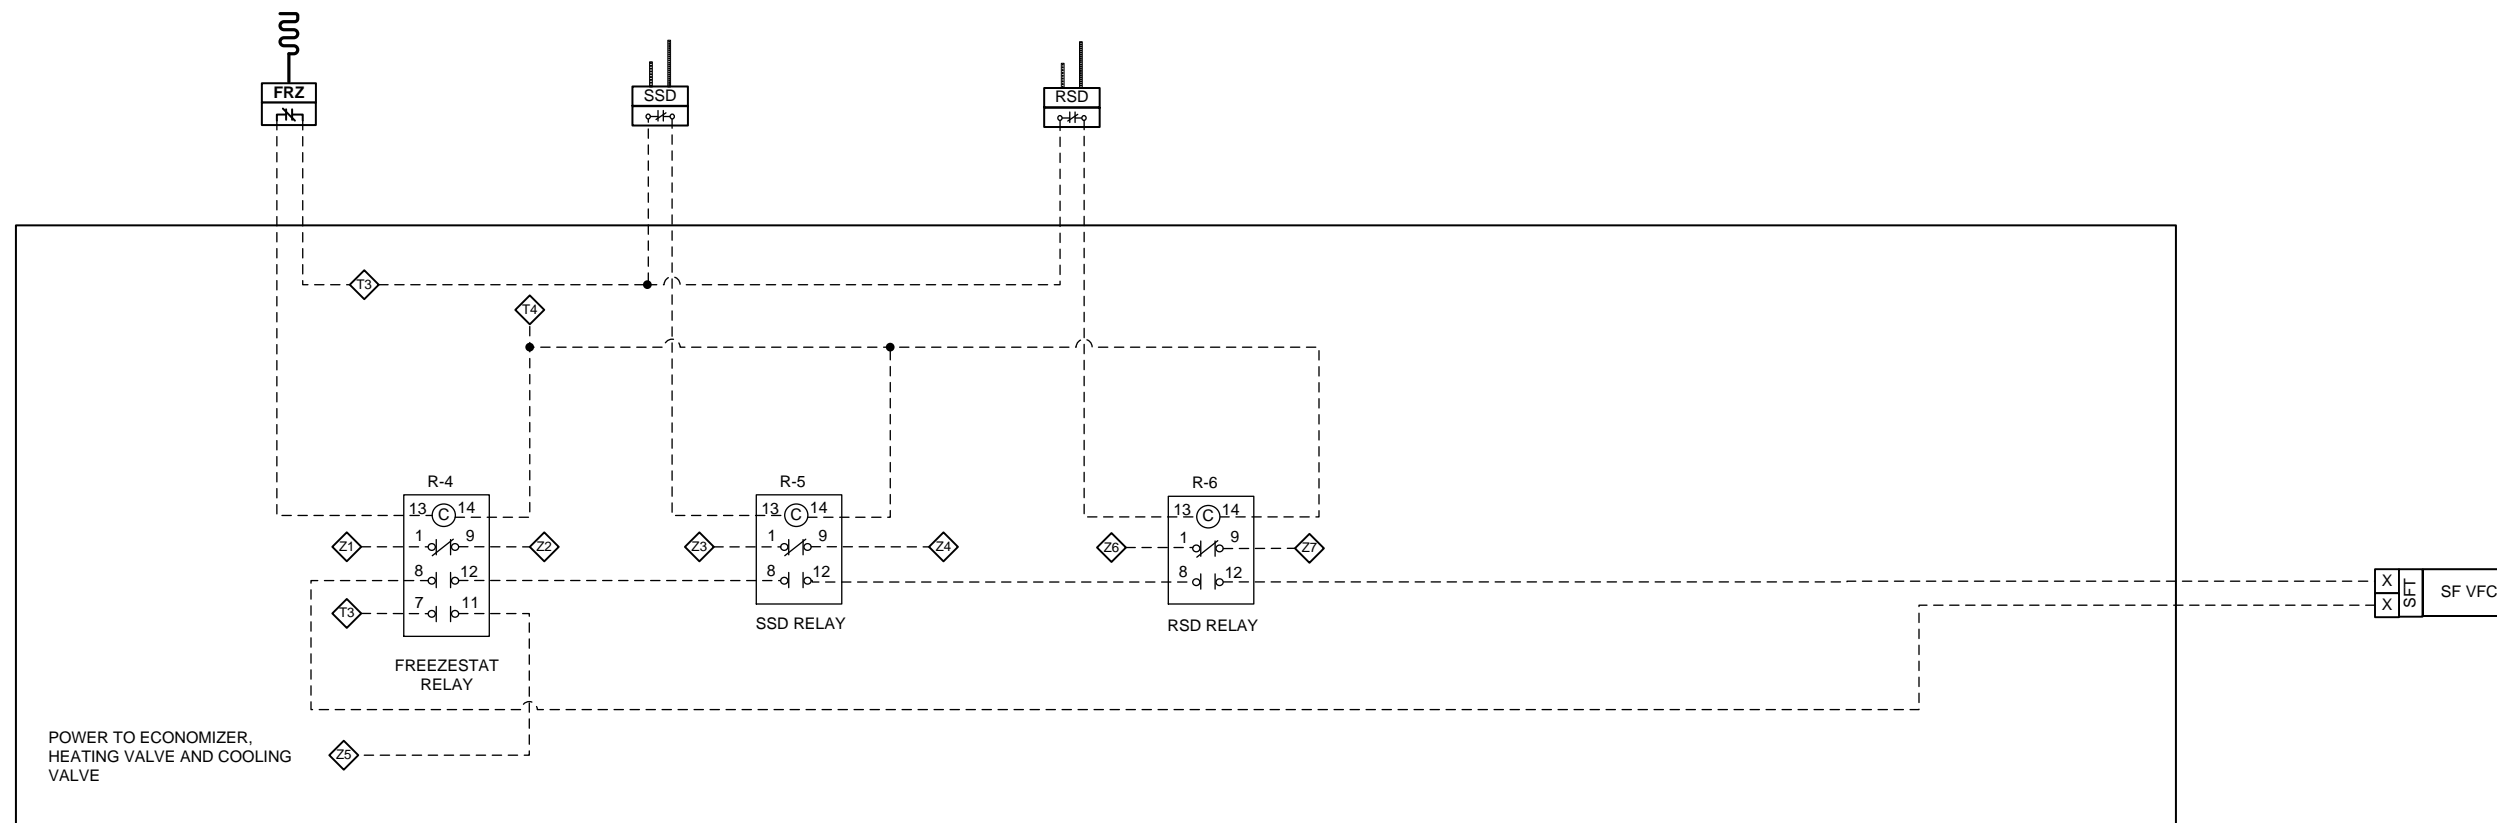 FRZ
SSD
RSD
T3
T4
R-4
R-5
R-6
13 C 14
13 C 14
13 C 14
Z1 1 9 Z2
Z3 1 9 Z4
Z6 1 9 Z7
8 12
8 12
8 12
T3 7 11
X
X
SFT
SF VFC
SSD RELAY
RSD RELAY
FREEZESTAT
RELAY
POWER TO ECONOMIZER,
HEATING VALVE AND COOLING
VALVE
Z5